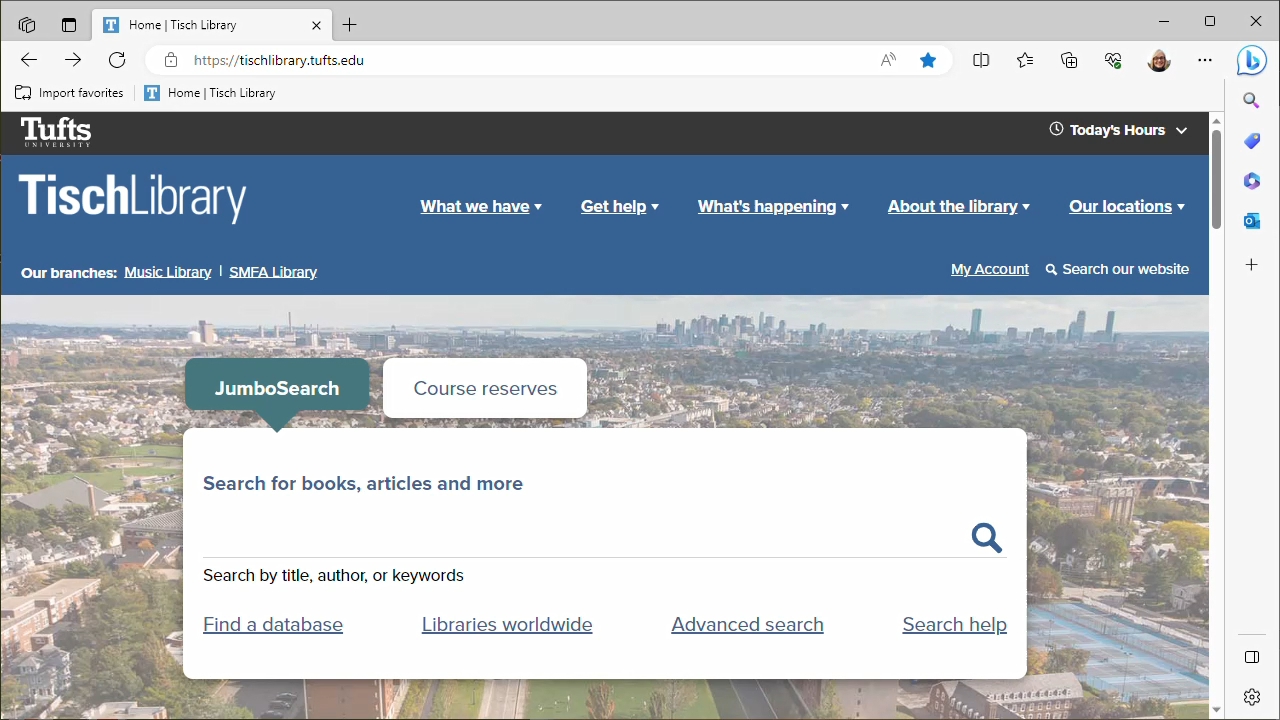 Home | Tisch Library
https://tischlibrary.tufts.edu
Import favorites
Home | Tisch Library
Tufts
UNIVERSITY
Today's Hours
TischLibrary
What we have
Get help
What's happening
About the library
Our locations
Our branches: Music Library | SMFA Library
My Account
Search our website
JumboSearch
Course reserves
Search for books, articles and more
Search by title, author, or keywords
Find a database
Libraries worldwide
Advanced search
Search help